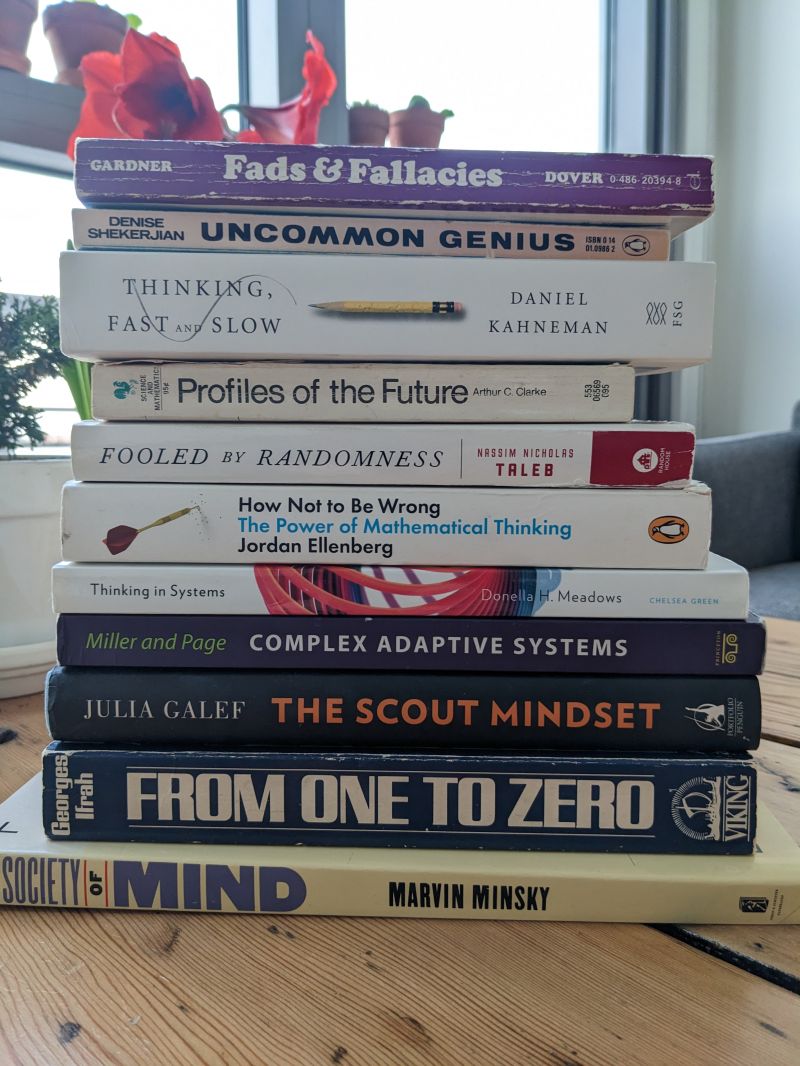 GARDNER Fads & Fallacies DOVER 0-486-20394-8
DENISE
SHEKERJIAN
UNCOMMON GENIUS
ISBN 0 14
01.0986 2
THINKING,
FAST AND SLOW
DANIEL
KAHNEMAN
FSG
SCIENCE
AND
MATHEMATICS
95¢
Profiles of the Future Arthur C. Clarke
553
06569
095
FOOLED BY RANDOMNESS
NASSIM NICHOLAS
TALEB
RANDOM
HOUSE
How Not to Be Wrong
The Power of Mathematical Thinking
Jordan Ellenberg
Thinking in Systems Donella H. Meadows CHELSEA GREEN
Miller and Page COMPLEX ADAPTIVE SYSTEMS PRINCETON
JULIA GALEF THE SCOUT MINDSET
PORTFOLIO
PENGUIN
Georges
Ifrah
FROM ONE TO ZERO
VIKING
SOCIETY OF MIND MARVIN MINSKY